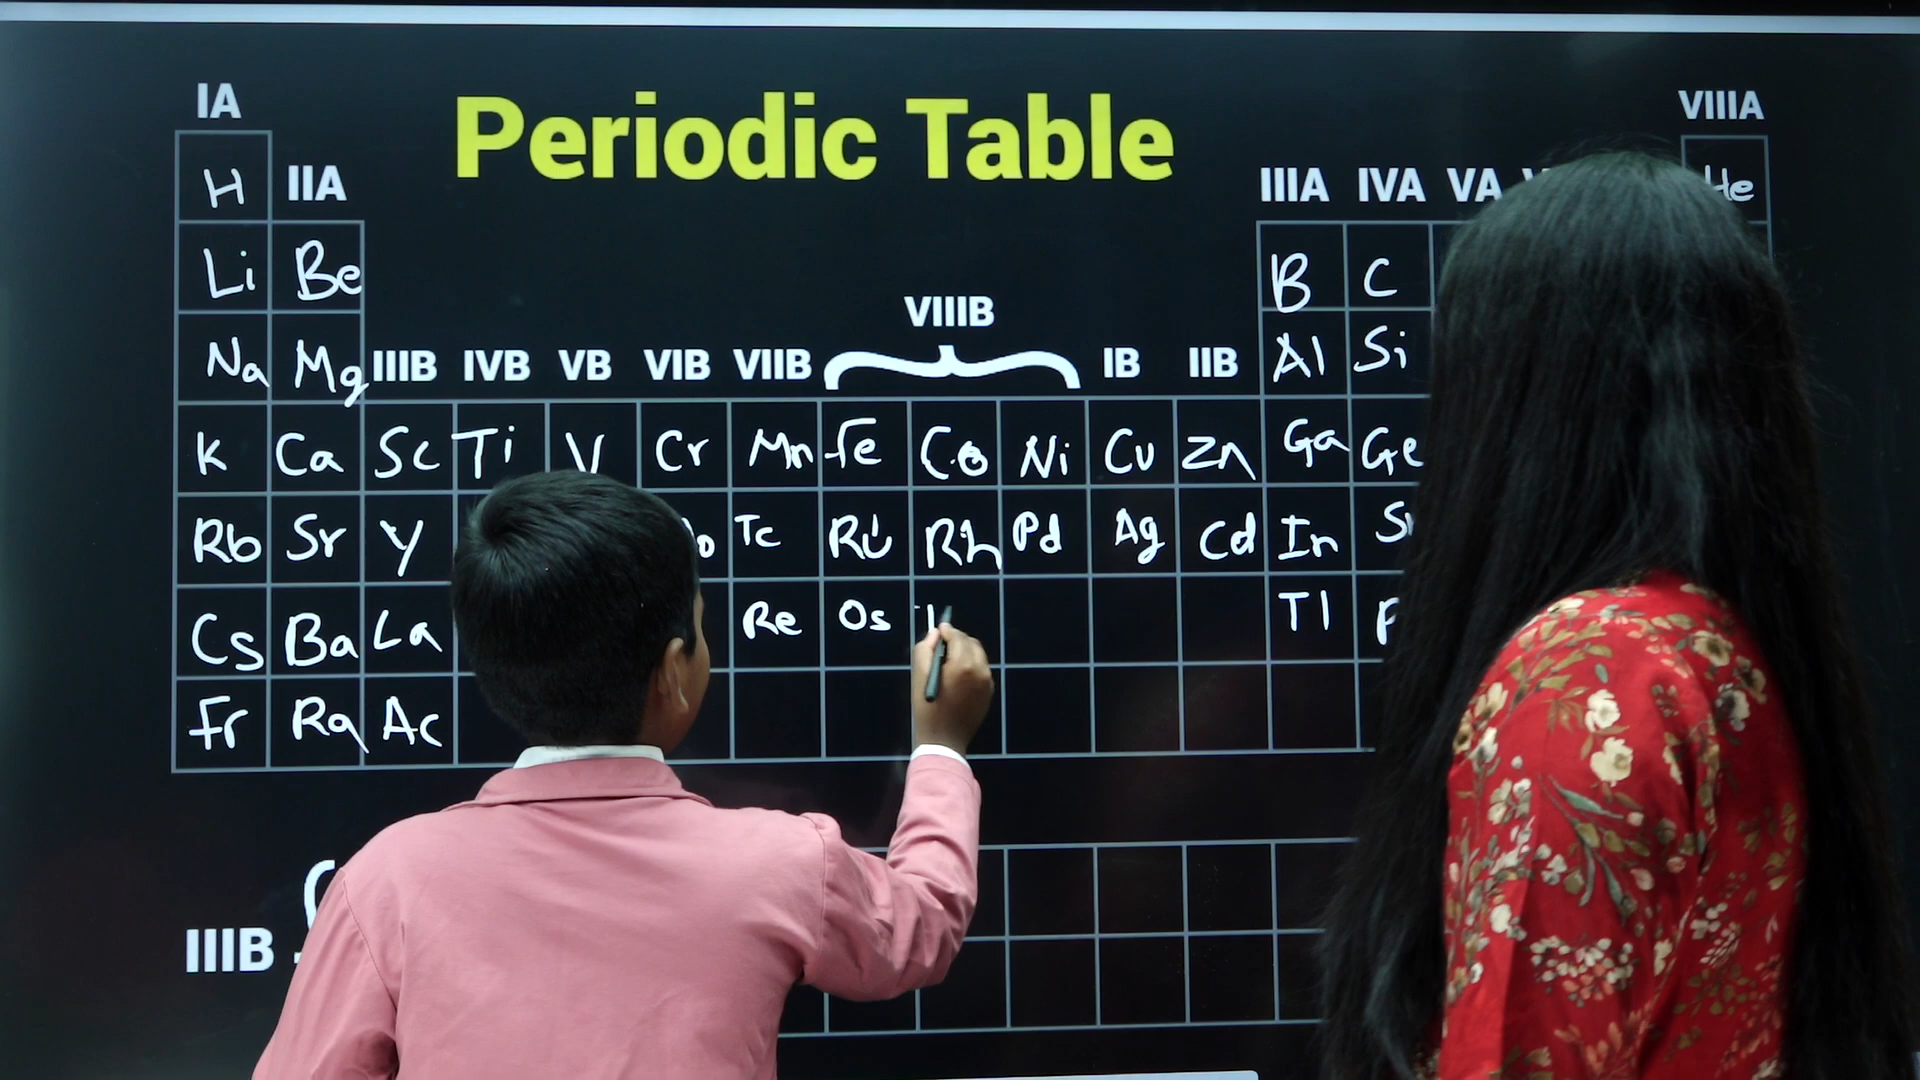 IA VIIIA
Periodic Table
H IIA IIIA IVA VA He
Li Be B C
VIIIB
Na Mg IIIB IVB VB VIB VIIB IB IIB Al Si
K Ca Sc Ti V Cr Mn Fe Co Ni Cu Zn Ga Ge
Rb Sr Y Tc Ru Rh Pd Ag Cd In
Cs Ba La Re Os Tl
Fr Ra Ac
IIIB